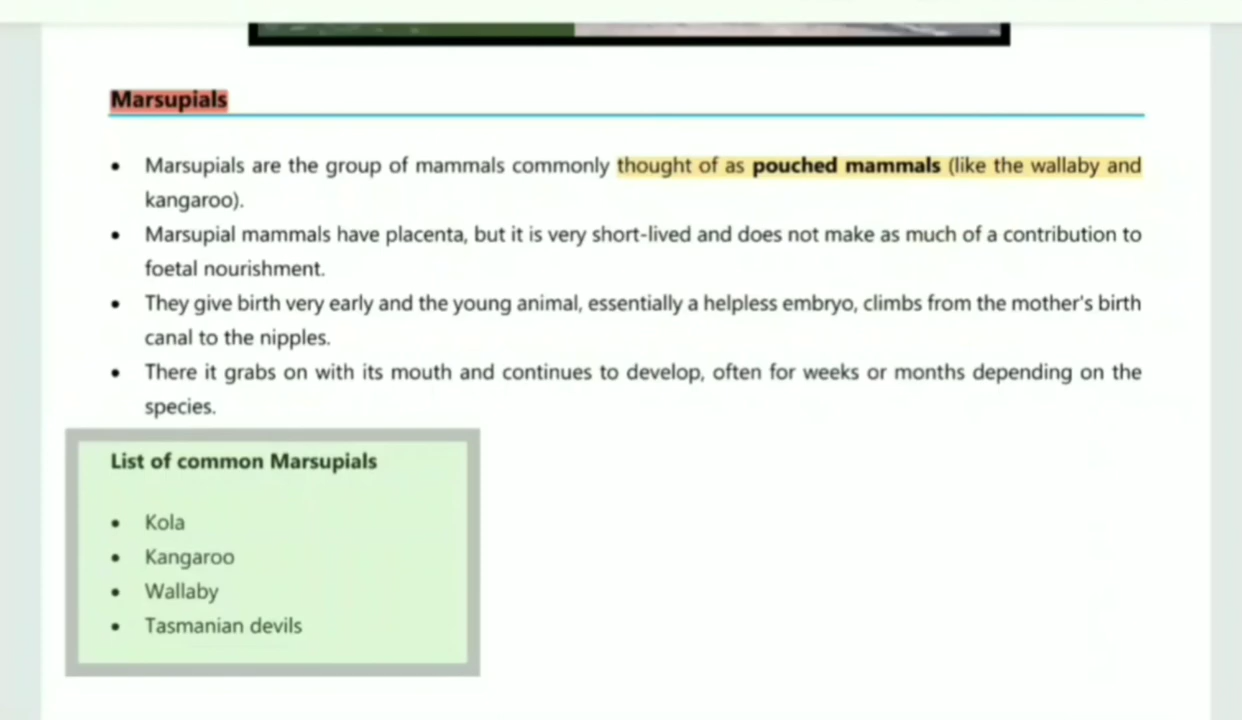 Marsupials
• Marsupials are the group of mammals commonly thought of as pouched mammals (like the wallaby and
kangaroo).
• Marsupial mammals have placenta, but it is very short-lived and does not make as much of a contribution to
foetal nourishment.
• They give birth very early and the young animal, essentially a helpless embryo, climbs from the mother's birth
canal to the nipples.
• There it grabs on with its mouth and continues to develop, often for weeks or months depending on the
species.
List of common Marsupials
• Kola
• Kangaroo
• Wallaby
• Tasmanian devils